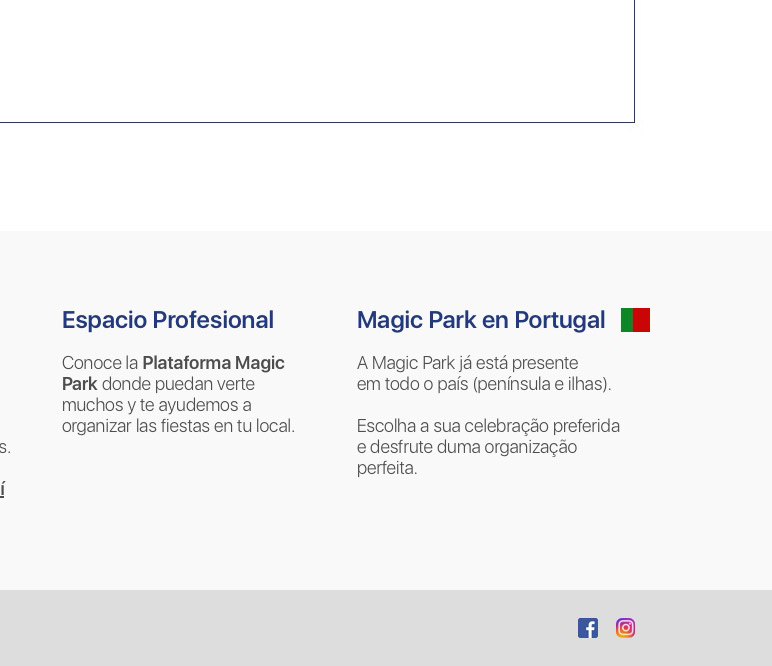 Espacio Profesional
Conoce la Plataforma Magic
Park donde puedan verte
muchos y te ayudemos a
organizar las fiestas en tu local.
s.
í
Magic Park en Portugal
A Magic Park já está presente
em todo o país (península e ilhas).
Escolha a sua celebração preferida
e desfrute duma organização
perfeita.